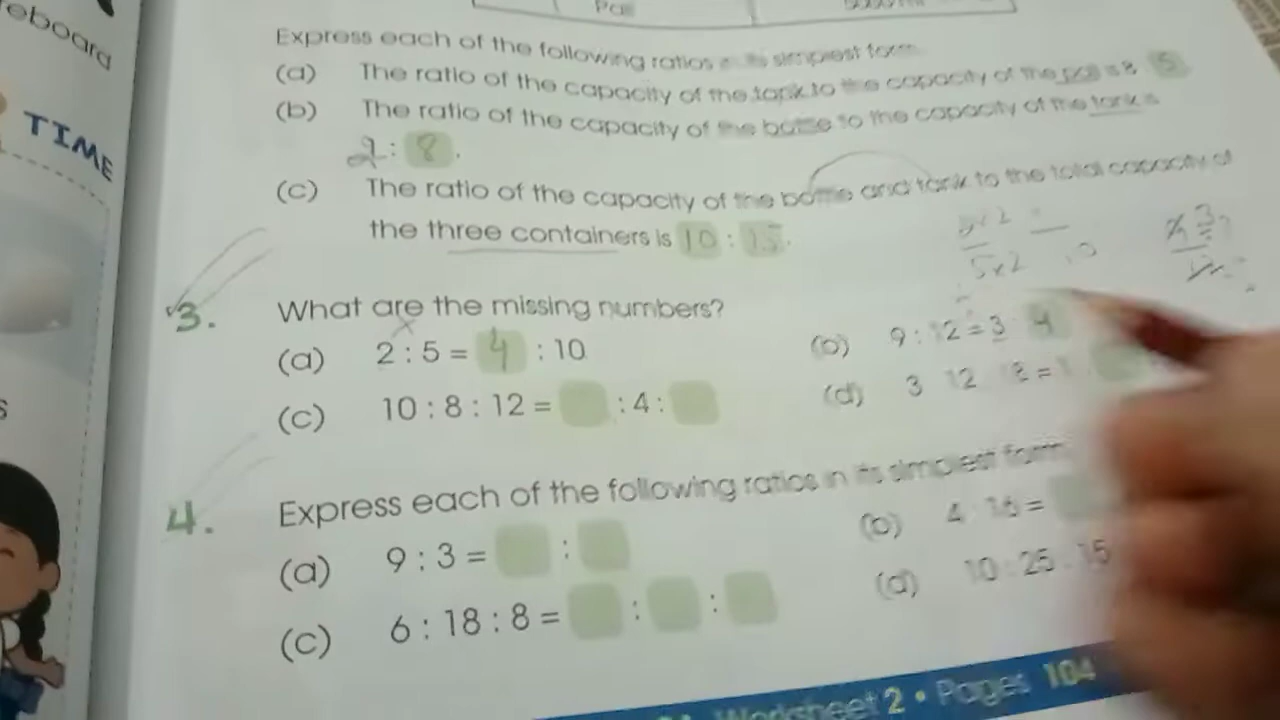 eboard
TIME
Pail
Express each of the following ratios in its simplest form.
(a) The ratio of the capacity of the tank to the capacity of the pail is 8 : 5.
(b) The ratio of the capacity of the bottle to the capacity of the tank is
2 : 8.
(c) The ratio of the capacity of the bottle and tank to the total capacity of
the three containers is 10 : 15.
3. What are the missing numbers?
(a) 2 : 5 = 4 : 10
(b) 9 : 12 = 3 : 4
(c) 10 : 8 : 12 = : 4 :
(d) 3 : 12 : 18 = 1 :
4. Express each of the following ratios in its simplest form.
(a) 9 : 3 = :
(b) 4 : 16 =
(c) 6 : 18 : 8 = : :
(d) 10 : 25 : 15
Worksheet 2 • Pages 104